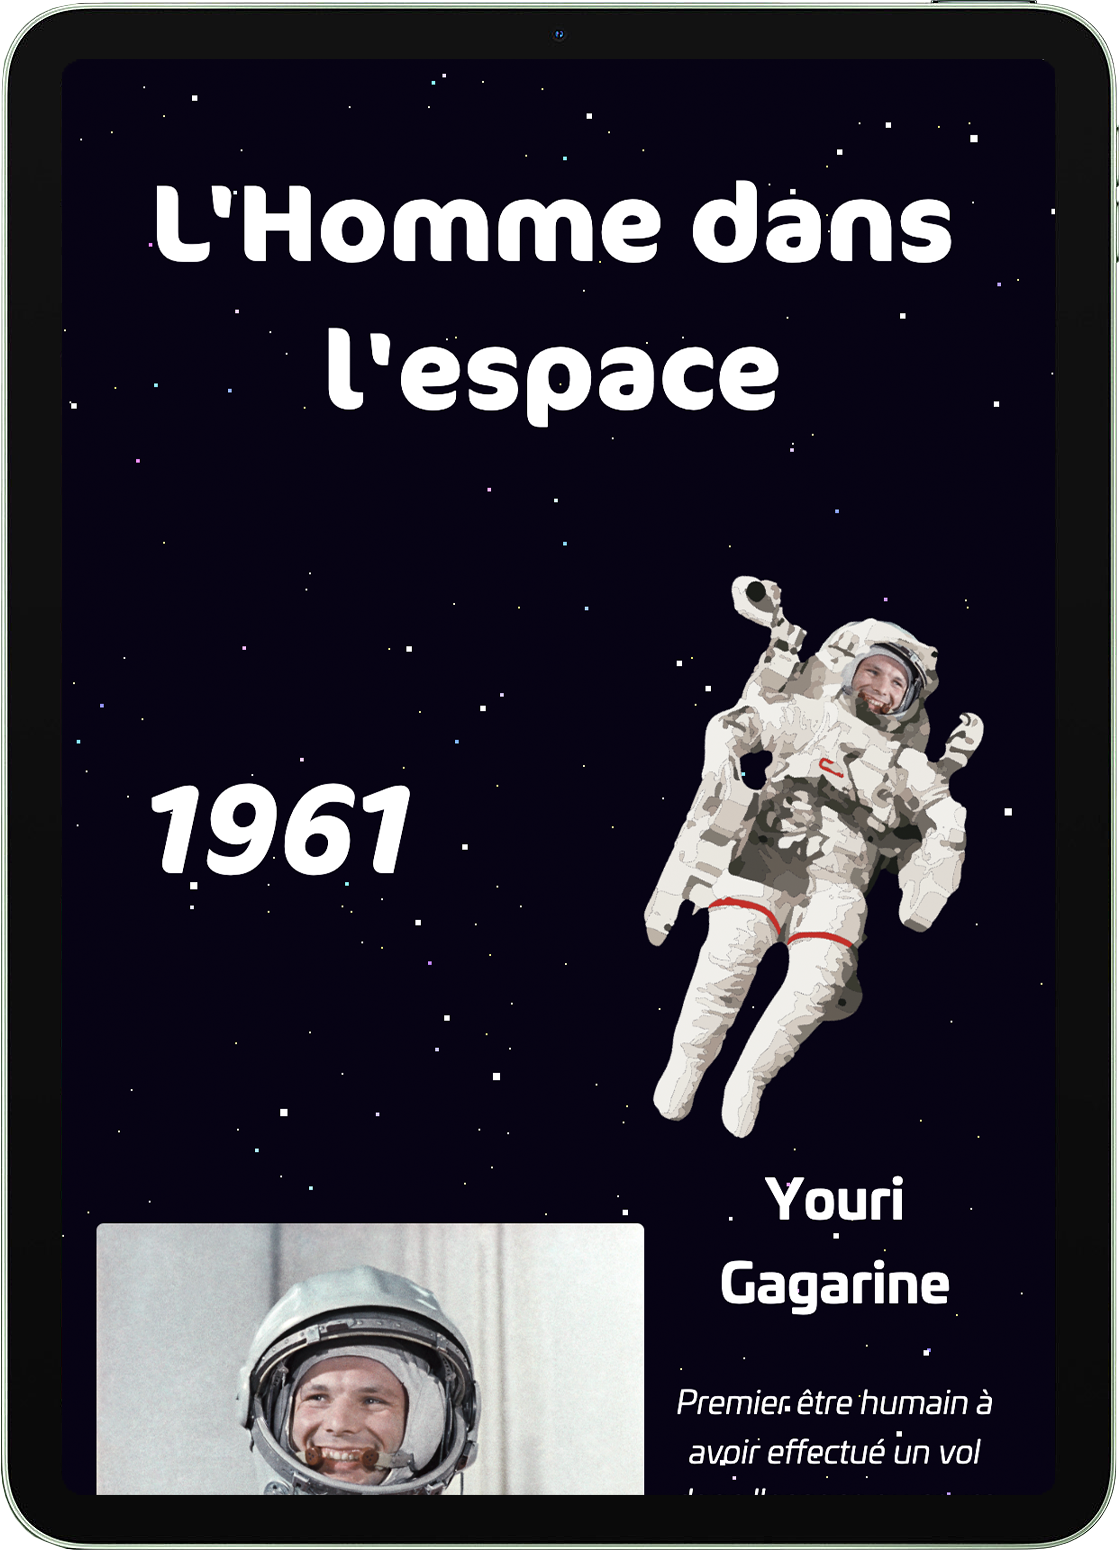 L'Homme dans
l'espace
1961
Youri
Gagarine
Premier être humain à
avoir effectué un vol